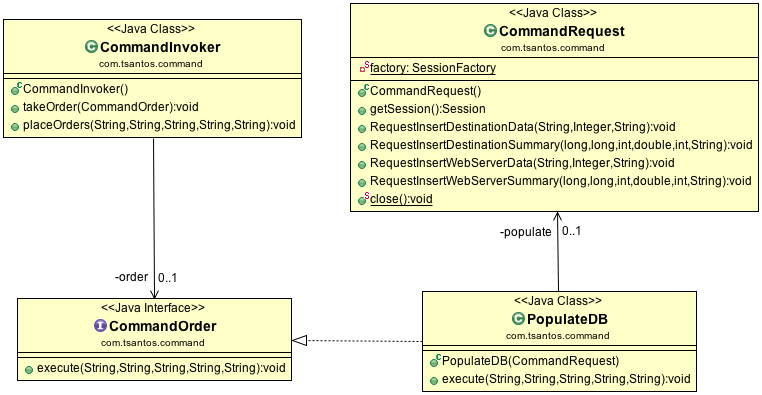 <<Java Class>>
CommandInvoker
com.tsantos.command
CommandInvoker()
takeOrder(CommandOrder):void
placeOrders(String,String,String,String,String):void
<<Java Class>>
CommandRequest
com.tsantos.command
factory: SessionFactory
CommandRequest()
getSession():Session
RequestInsertDestinationData(String,Integer,String):void
RequestInsertDestinationSummary(long,long,int,double,int,String):void
RequestInsertWebServerData(String,Integer,String):void
RequestInsertWebServerSummary(long,long,int,double,int,String):void
close():void
-order 0..1
-populate 0..1
<<Java Interface>>
CommandOrder
com.tsantos.command
execute(String,String,String,String,String):void
<<Java Class>>
PopulateDB
com.tsantos.command
PopulateDB(CommandRequest)
execute(String,String,String,String,String):void